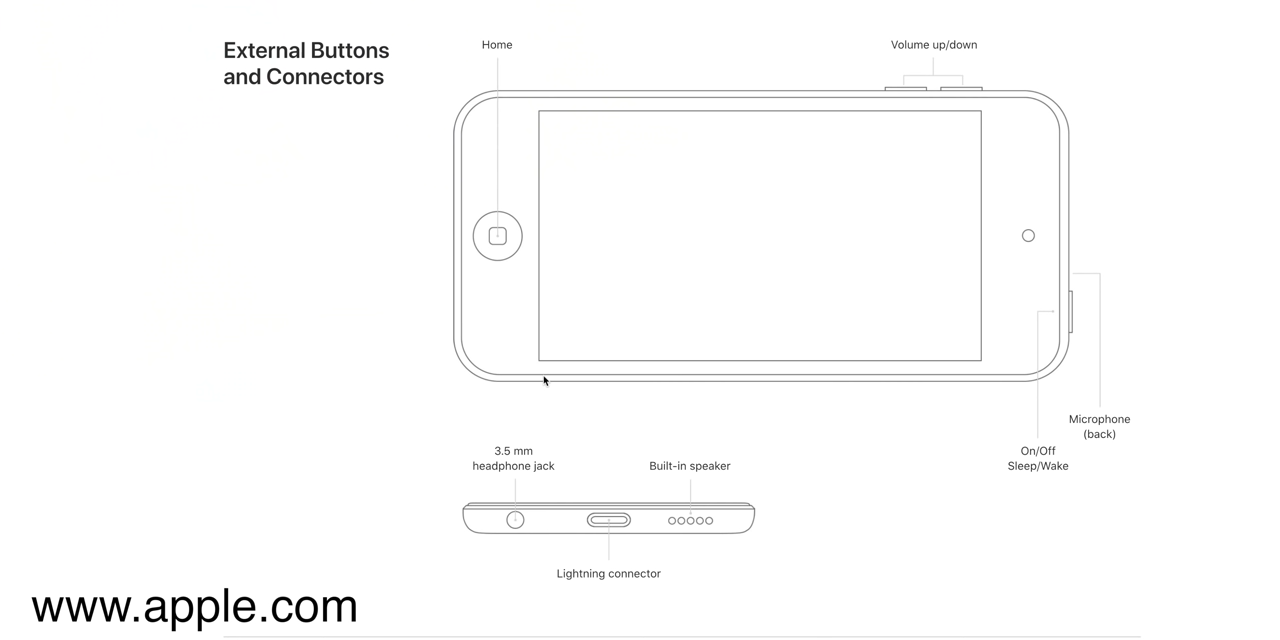 External Buttons
and Connectors
Home
Volume up/down
Microphone
(back)
On/Off
Sleep/Wake
3.5 mm
headphone jack
Built-in speaker
Lightning connector
www.apple.com